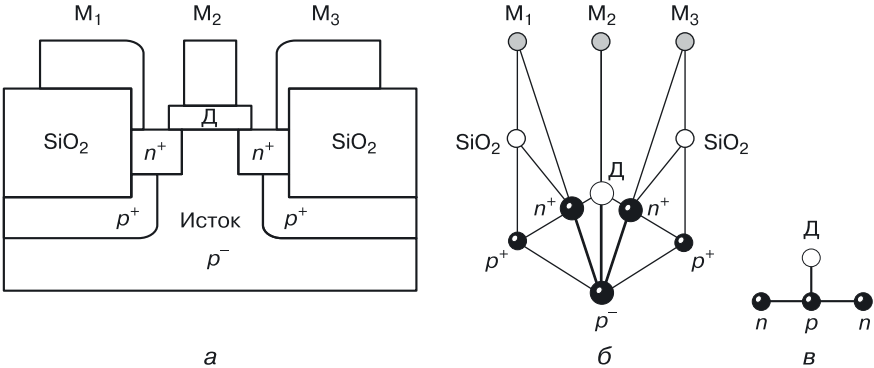 M₁ M₂ M₃
Д
SiO₂ SiO₂
n⁺ n⁺
p⁺ Исток p⁺
p⁻
а
M₁ M₂ M₃
SiO₂ SiO₂
Д
n⁺ n⁺
p⁺ p⁺
p⁻
б
Д
n p n
в